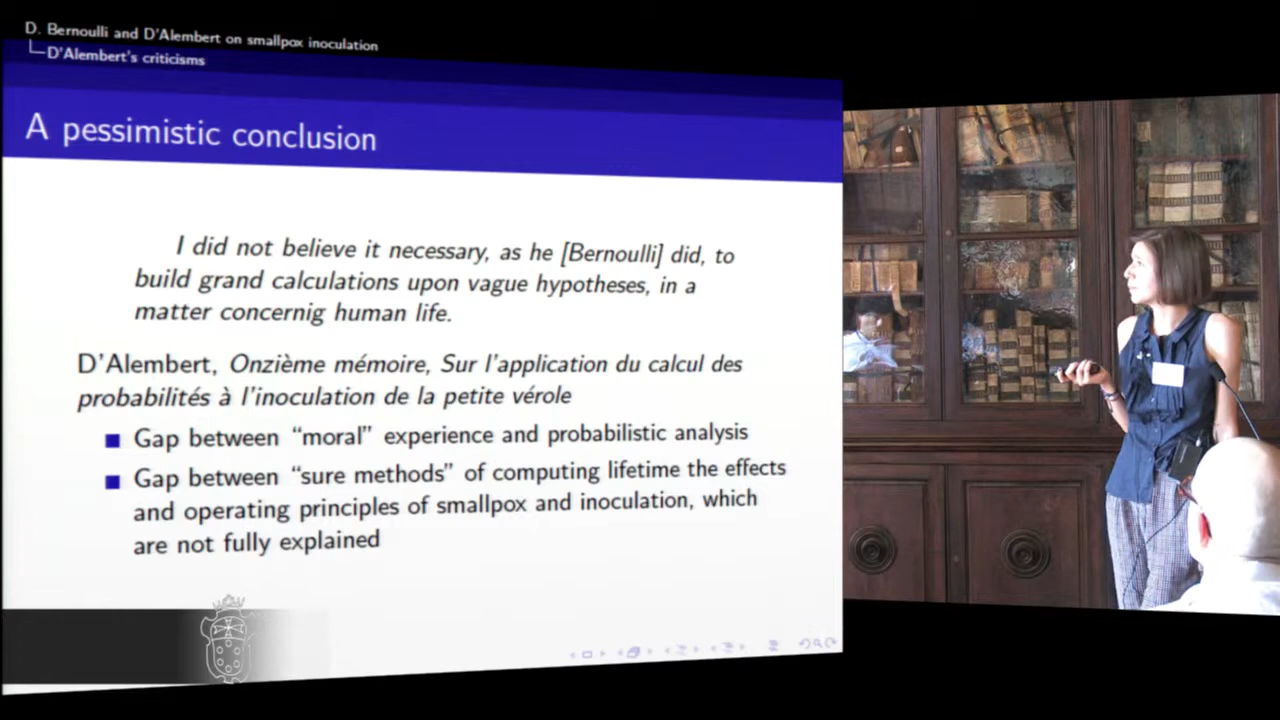 D. Bernoulli and D'Alembert on smallpox inoculation
D'Alembert's criticisms
A pessimistic conclusion
I did not believe it necessary, as he [Bernoulli] did, to
build grand calculations upon vague hypotheses, in a
matter concernig human life.
D'Alembert, Onzième mémoire, Sur l'application du calcul des
probabilités à l'inoculation de la petite vérole
Gap between "moral" experience and probabilistic analysis
Gap between "sure methods" of computing lifetime the effects
and operating principles of smallpox and inoculation, which
are not fully explained